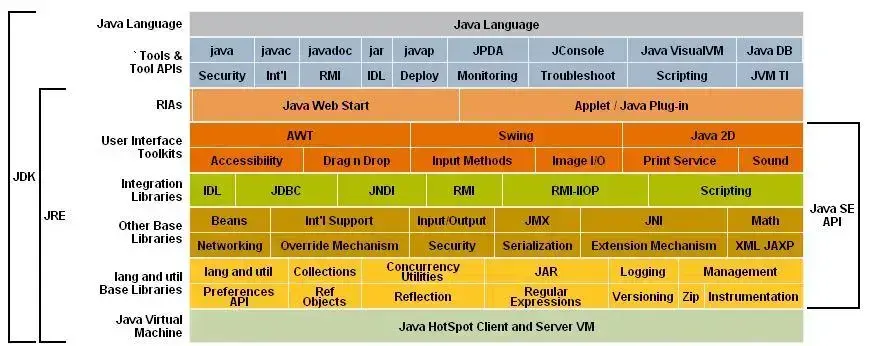 Java Language Java Language
`Tools & Tool APIs java javac javadoc jar javap JPDA JConsole Java VisualVM Java DB
Security Int'l RMI IDL Deploy Monitoring Troubleshoot Scripting JVM TI
RIAs Java Web Start Applet / Java Plug-in
User Interface Toolkits AWT Swing Java 2D
Accessibility Drag n Drop Input Methods Image I/O Print Service Sound
Integration Libraries IDL JDBC JNDI RMI RMI-IIOP Scripting
Other Base Libraries Beans Int'l Support Input/Output JMX JNI Math
Networking Override Mechanism Security Serialization Extension Mechanism XML JAXP
lang and util Base Libraries lang and util Collections Concurrency Utilities JAR Logging Management
Preferences API Ref Objects Reflection Regular Expressions Versioning Zip Instrumentation
Java Virtual Machine Java HotSpot Client and Server VM
JDK
JRE
Java SE API